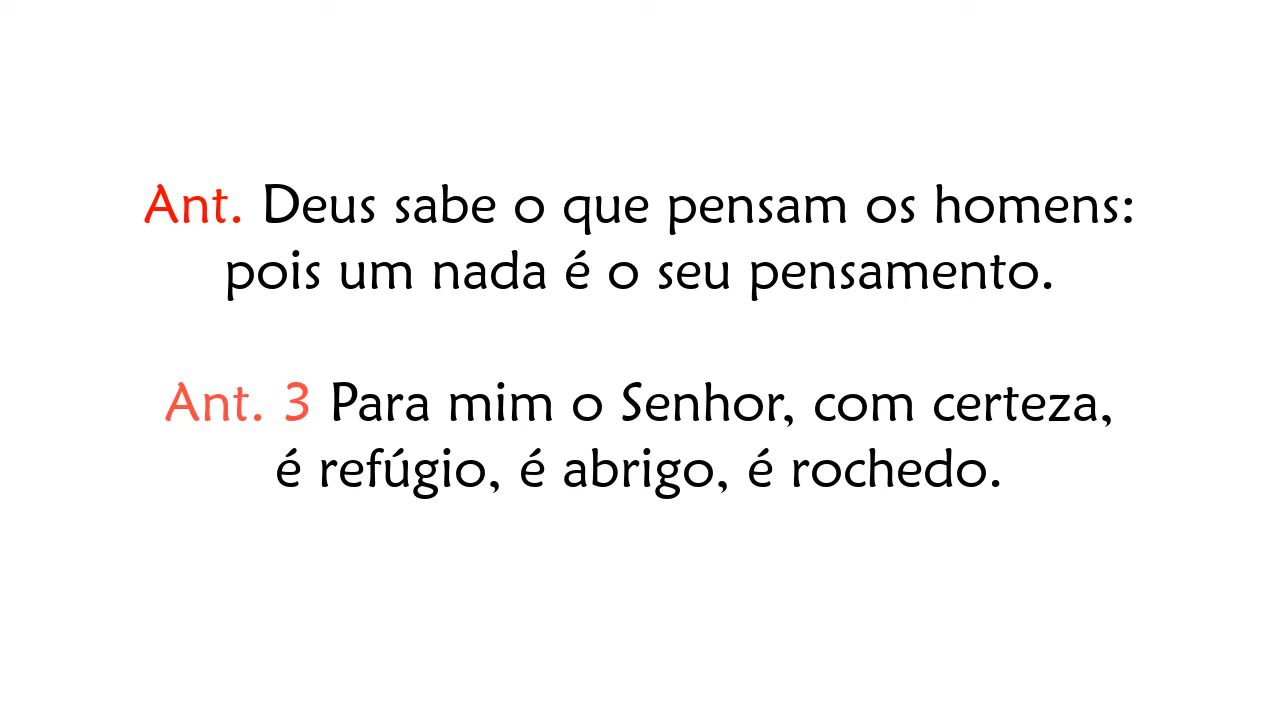 Ant. Deus sabe o que pensam os homens:
pois um nada é o seu pensamento.
Ant. 3 Para mim o Senhor, com certeza,
é refúgio, é abrigo, é rochedo.